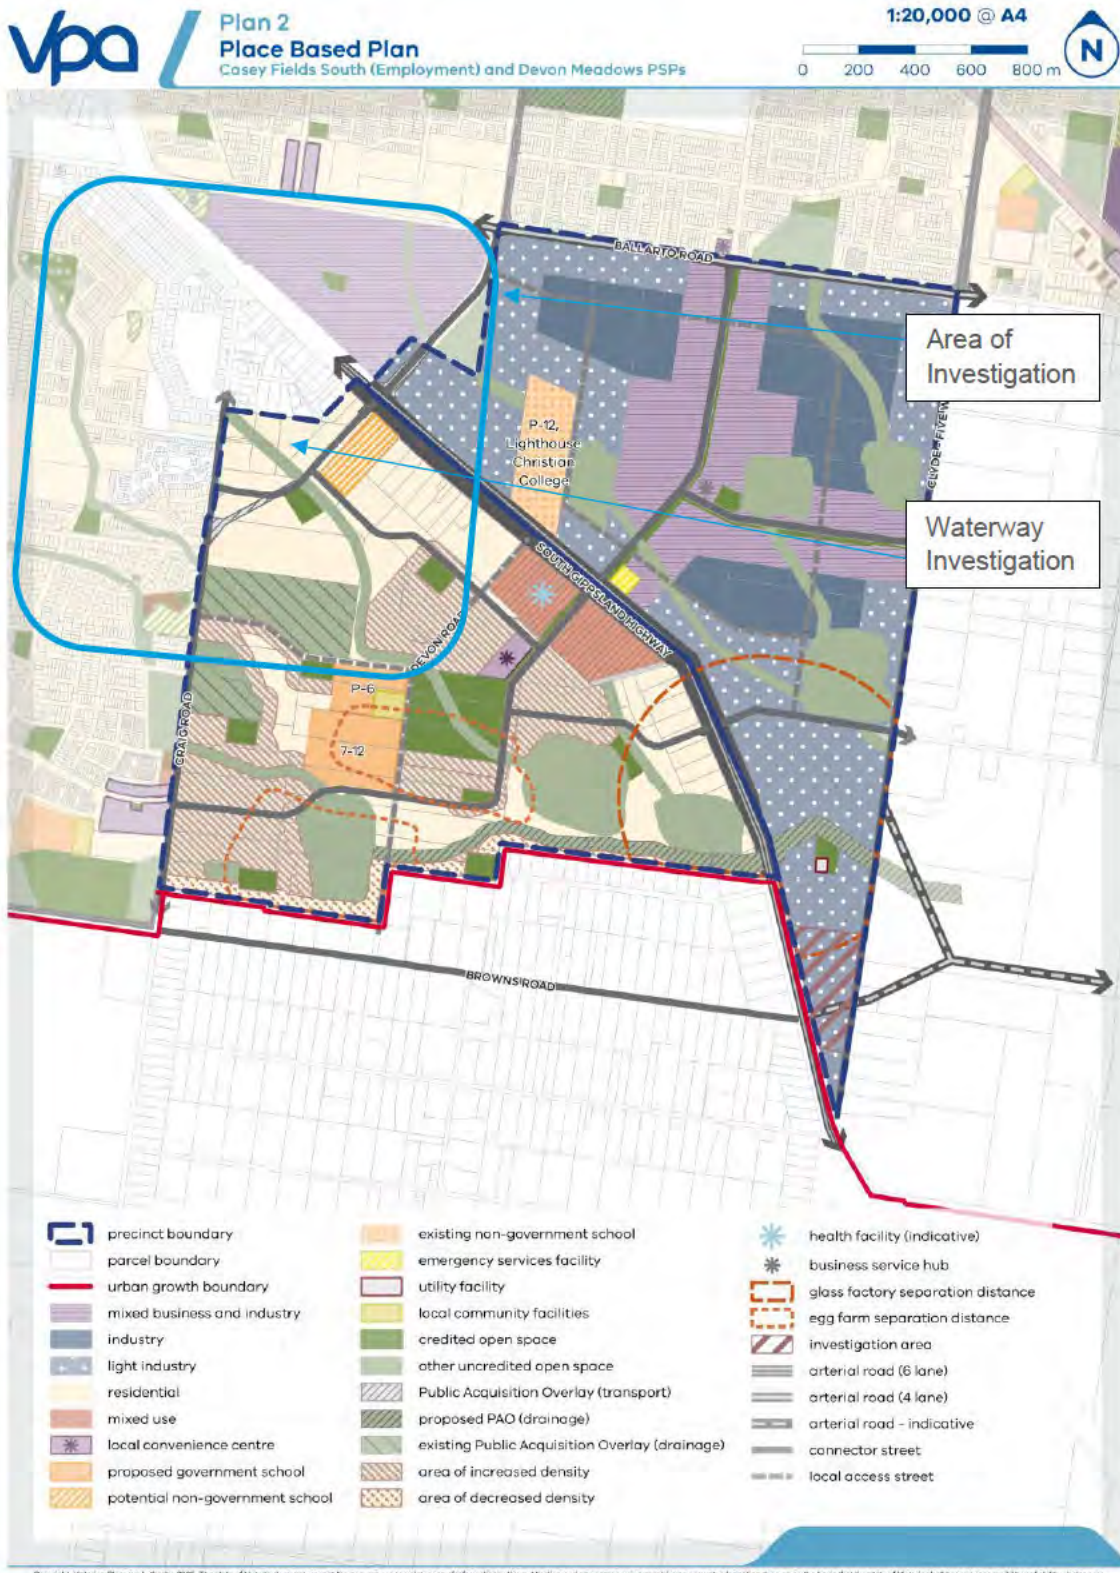 vpa
Plan 2
Place Based Plan
Casey Fields South (Employment) and Devon Meadows PSPs
1:20,000 @ A4
0 200 400 600 800 m
N
BALLARTO ROAD
Area of
Investigation
CLYDE - FIVE W
P-12,
Lighthouse
Christian
College
Waterway
Investigation
SOUTH GIPPSLAND HIGHWAY
DEVON ROAD
P-6
7-12
CRAIG ROAD
BROWNS ROAD
precinct boundary
parcel boundary
urban growth boundary
mixed business and industry
industry
light industry
residential
mixed use
local convenience centre
proposed government school
potential non-government school
existing non-government school
emergency services facility
utility facility
local community facilities
credited open space
other uncredited open space
Public Acquisition Overlay (transport)
proposed PAO (drainage)
existing Public Acquisition Overlay (drainage)
area of increased density
area of decreased density
health facility (indicative)
business service hub
glass factory separation distance
egg farm separation distance
investigation area
arterial road (6 lane)
arterial road (4 lane)
arterial road - indicative
connector street
local access street